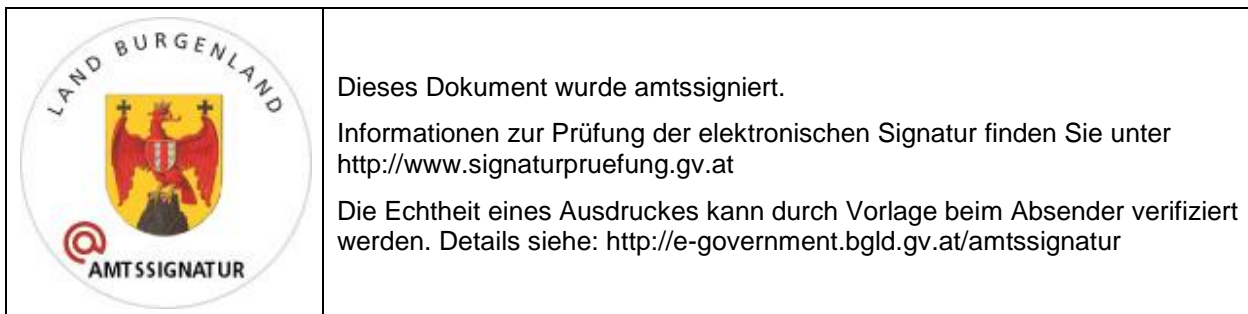 LAND BURGENLAND
@
AMTSSIGNATUR
Dieses Dokument wurde amtssigniert.
Informationen zur Prüfung der elektronischen Signatur finden Sie unter
http://www.signaturpruefung.gv.at
Die Echtheit eines Ausdruckes kann durch Vorlage beim Absender verifiziert
werden. Details siehe: http://e-government.bgld.gv.at/amtssignatur